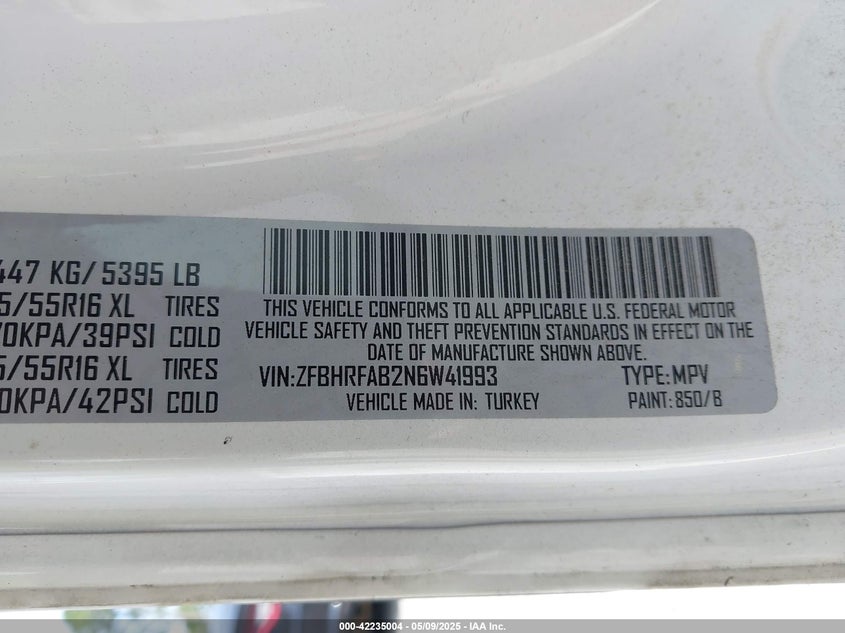 447 KG/5395 LB
5/55R16 XL TIRES
70KPA/39PSI COLD
5/55R16 XL TIRES
0KPA/42PSI COLD
THIS VEHICLE CONFORMS TO ALL APPLICABLE U.S. FEDERAL MOTOR
VEHICLE SAFETY AND THEFT PREVENTION STANDARDS IN EFFECT ON THE
DATE OF MANUFACTURE SHOWN ABOVE.
VIN:ZFBHRFAB2N6W41993 TYPE:MPV
VEHICLE MADE IN: TURKEY PAINT:850/B
000-42235004 - 05/09/2025 - IAA Inc.